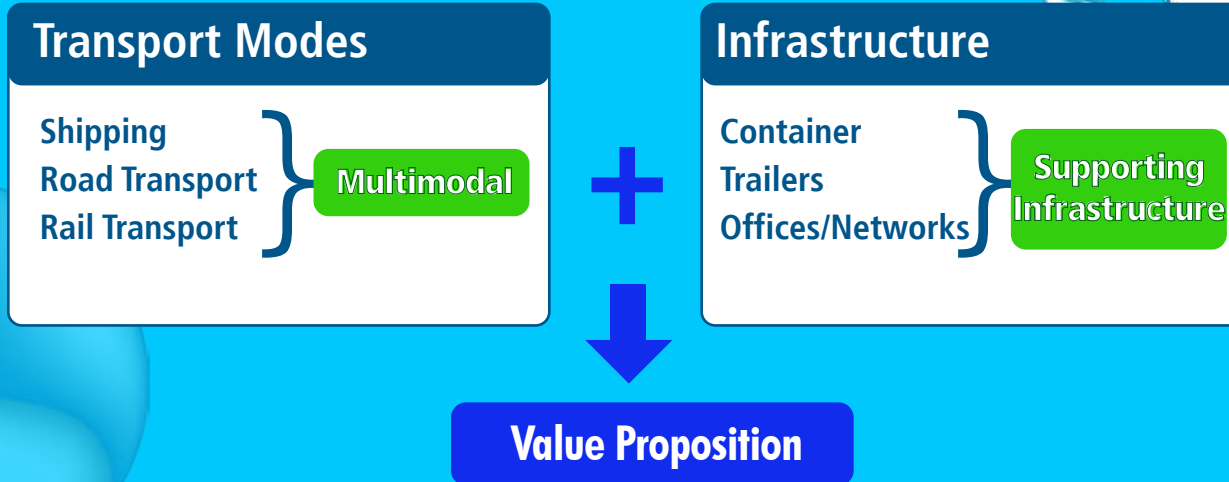 Transport Modes
Shipping
Road Transport
Rail Transport
Multimodal
+
Infrastructure
Container
Trailers
Offices/Networks
Supporting
Infrastructure
Value Proposition